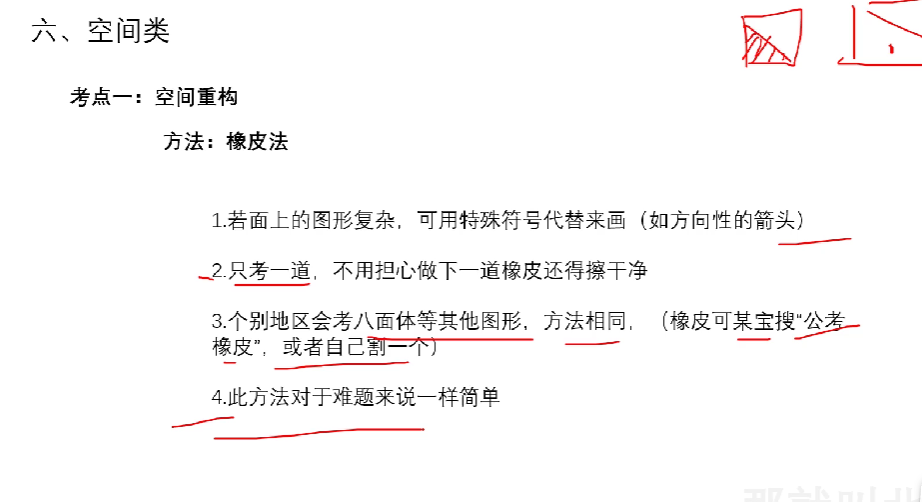 六、空间类
考点一：空间重构
方法：橡皮法
1.若面上的图形复杂，可用特殊符号代替来画（如方向性的箭头）
2.只考一道，不用担心做下一道橡皮还得擦干净
3.个别地区会考八面体等其他图形，方法相同，（橡皮可某宝搜“公考
橡皮”，或者自己割一个）
4.此方法对于难题来说一样简单